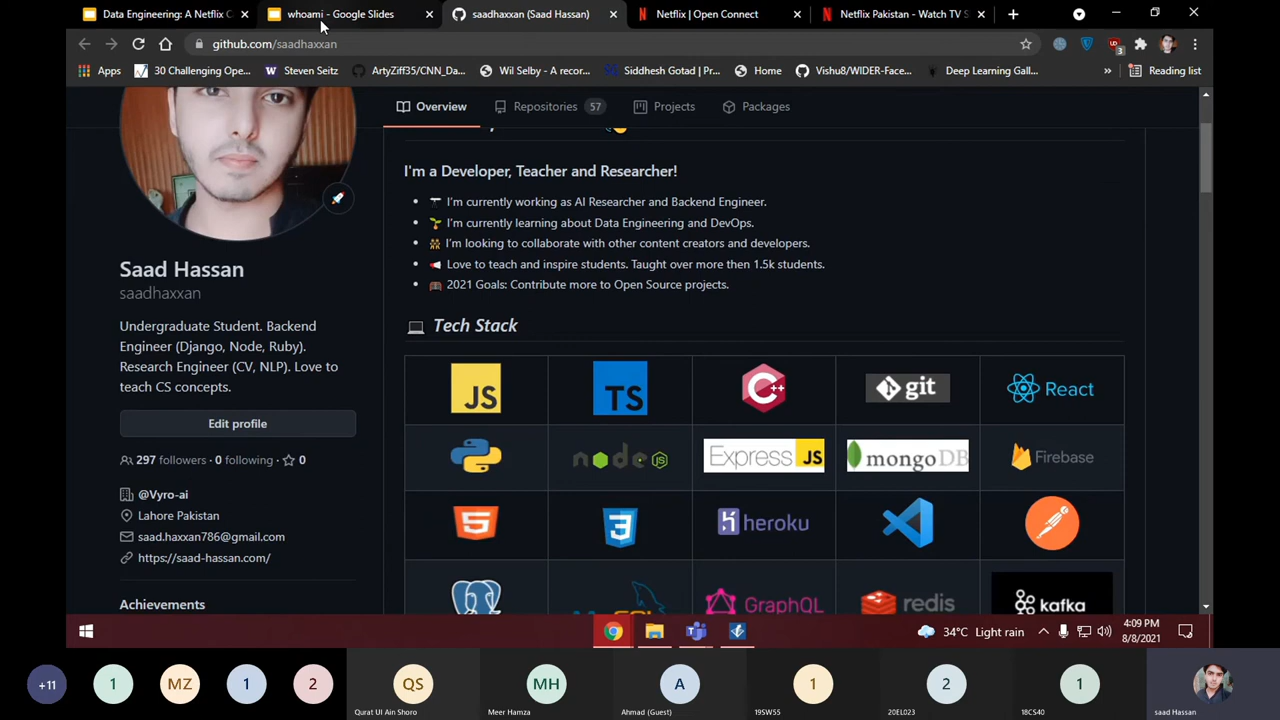 Data Engineering: A Netflix C
whoami - Google Slides
saadhaxxan (Saad Hassan)
Netflix | Open Connect
Netflix Pakistan - Watch TV S
github.com/saadhaxxan
3
Apps
30 Challenging Ope...
Steven Seitz
ArtyZiff35/CNN_Da...
Wil Selby - A recor...
Siddhesh Gotad | Pr...
Home
Vishu8/WIDER-Face...
Deep Learning Gall...
»
Reading list
Overview
Repositories 57
Projects
Packages
I'm a Developer, Teacher and Researcher!
I'm currently working as AI Researcher and Backend Engineer.
I'm currently learning about Data Engineering and DevOps.
I'm looking to collaborate with other content creators and developers.
Love to teach and inspire students. Taught over more then 1.5k students.
2021 Goals: Contribute more to Open Source projects.
Saad Hassan
saadhaxxan
Undergraduate Student. Backend
Engineer (Django, Node, Ruby).
Research Engineer (CV, NLP). Love to
teach CS concepts.
Edit profile
297 followers · 0 following · 0
@Vyro-ai
Lahore Pakistan
saad.haxxan786@gmail.com
https://saad-hassan.com/
Achievements
Tech Stack
JS
TS
C++
git
React
node JS
Express JS
mongoDB
Firebase
5
3
heroku
GraphQL
redis
kafka
34°C Light rain
4:09 PM
8/8/2021
+11
1
MZ
1
2
QS
Qurat Ul Ain Shoro
MH
Meer Hamza
A
Ahmad (Guest)
1
19SW55
2
20EL023
1
18CS40
saad Hassan